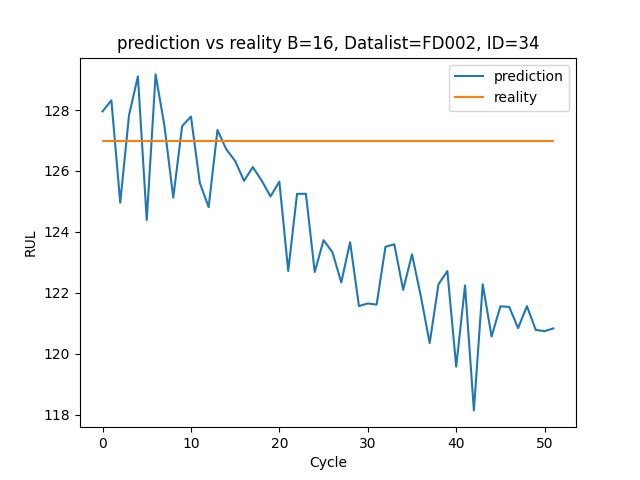 prediction vs reality B=16, Datalist=FD002, ID=34
prediction
reality
128
126
124
122
120
118
RUL
0 10 20 30 40 50
Cycle